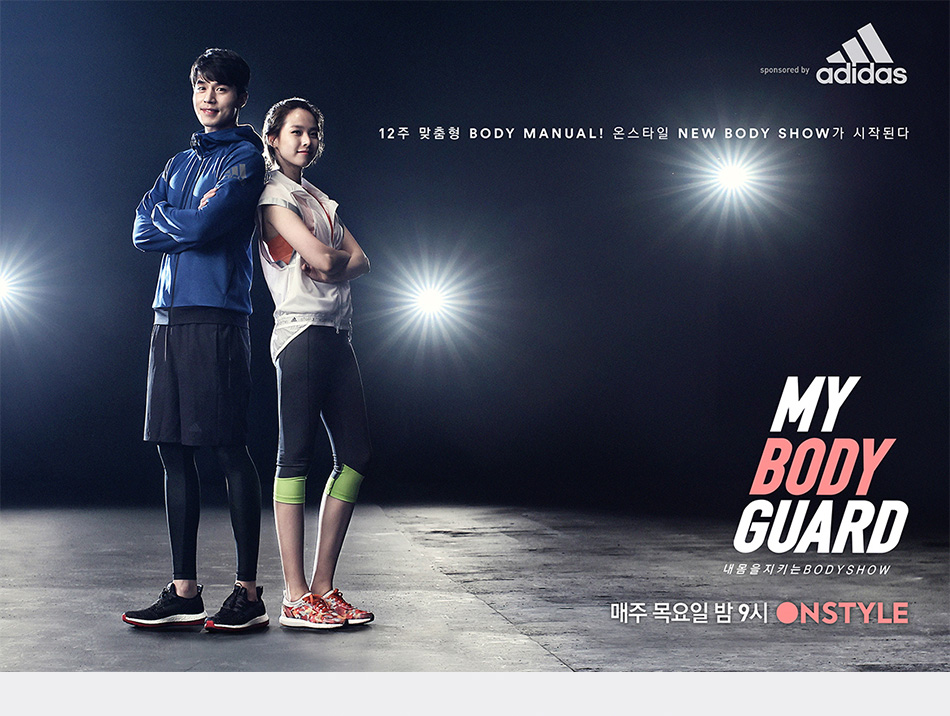 sponsored by adidas
12주 맞춤형 BODY MANUAL! 온스타일 NEW BODY SHOW가 시작된다
MY
BODY
GUARD
내몸을지키는BODYSHOW
매주 목요일 밤 9시 ONSTYLE